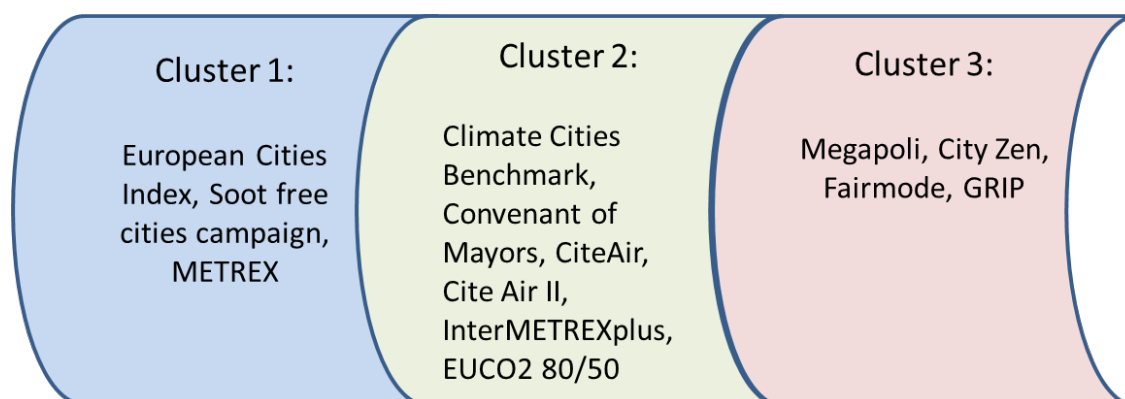 Cluster 1:
European Cities
Index, Soot free
cities campaign,
METREX
Cluster 2:
Climate Cities
Benchmark,
Convenant of
Mayors, CiteAir,
Cite Air II,
InterMETREXplus,
EUCO2 80/50
Cluster 3:
Megapoli, City Zen,
Fairmode, GRIP